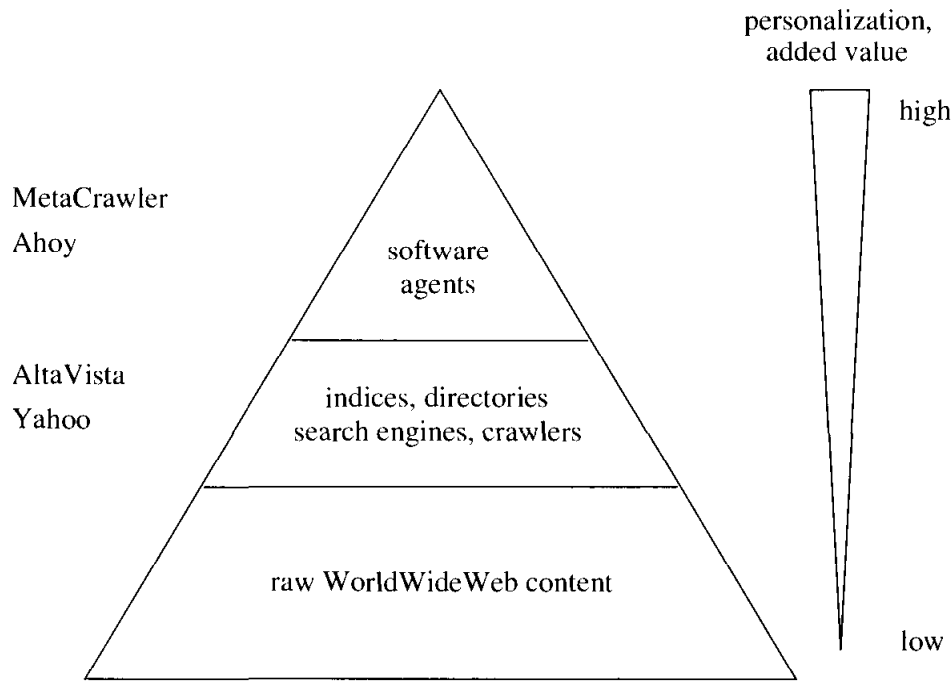 personalization,
added value
high
MetaCrawler
Ahoy
software
agents
AltaVista
Yahoo
indices, directories
search engines, crawlers
raw WorldWideWeb content
low